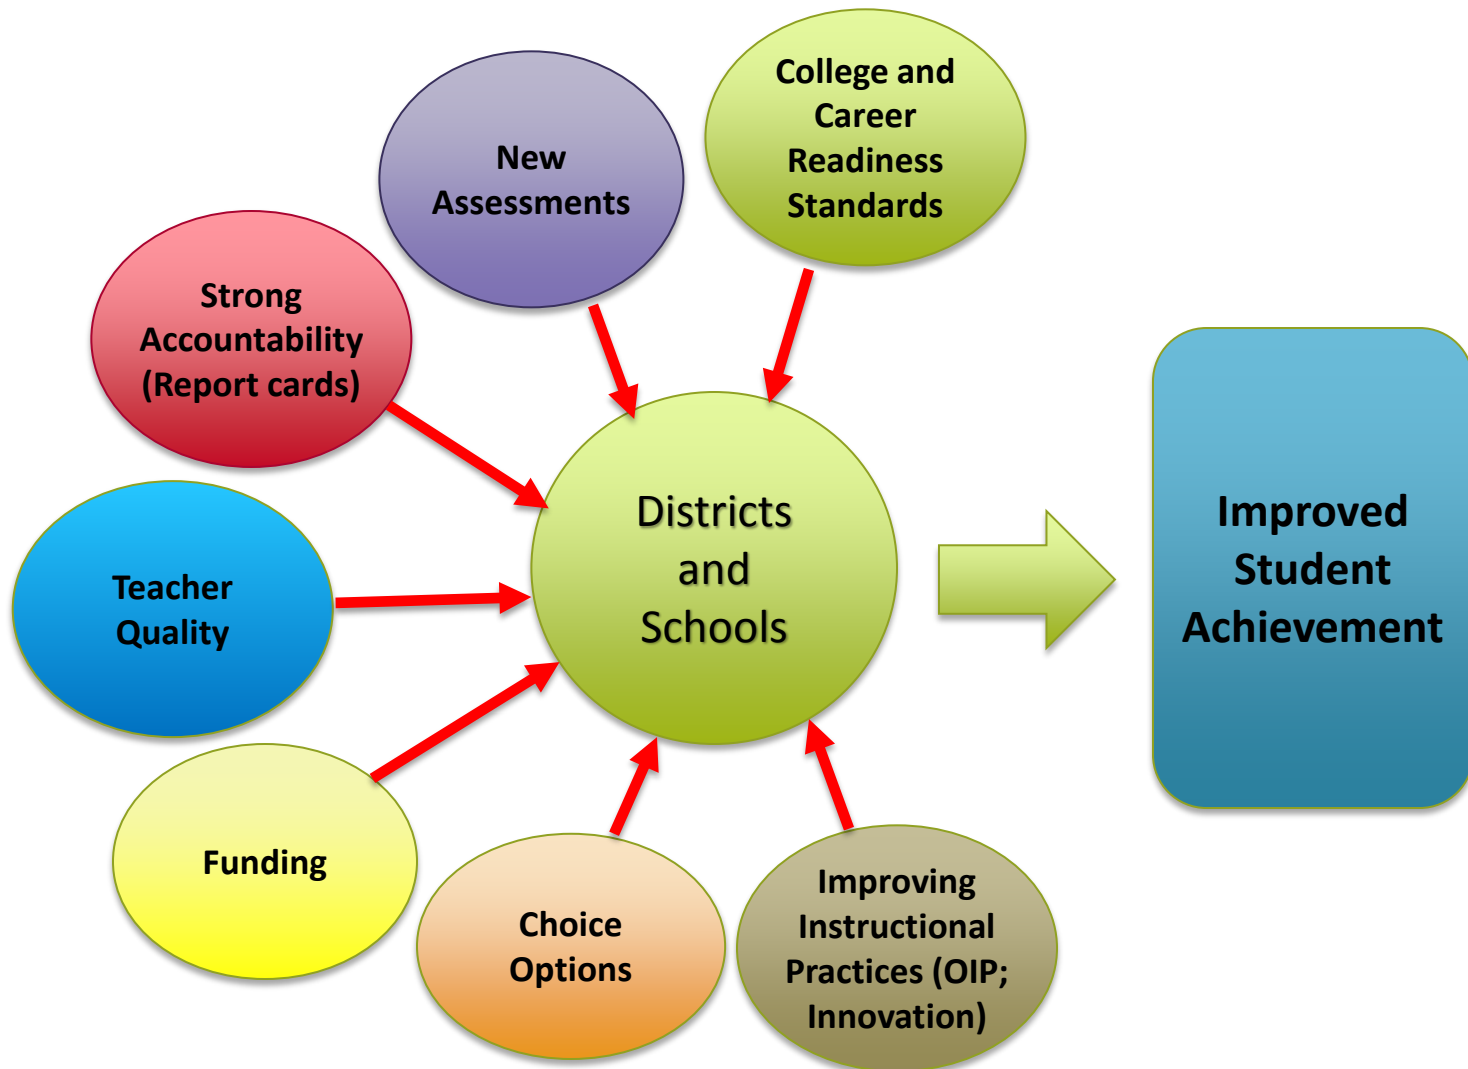 College and
Career
Readiness
Standards
New
Assessments
Strong
Accountability
(Report cards)
Teacher
Quality
Funding
Choice
Options
Improving
Instructional
Practices (OIP;
Innovation)
Districts
and
Schools
Improved
Student
Achievement